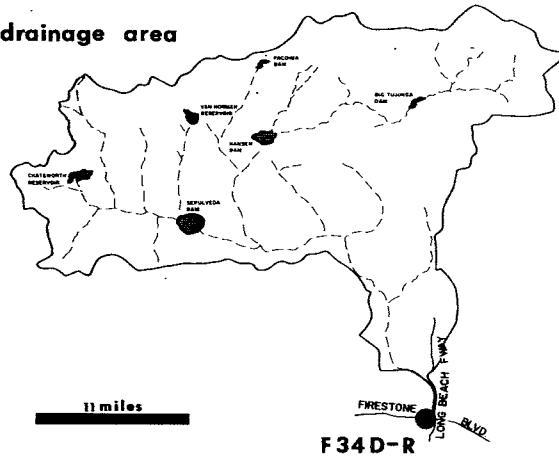 drainage area
PACOIMA
DAM
BIG TUJUNGA
DAM
VAN NORMAN
RESERVOIR
HANSEN
DAM
CHATSWORTH
RESERVOIR
SEPULVEDA
DAM
11 miles
FIRESTONE
BLVD
LONG BEACH FWAY
F34D-R